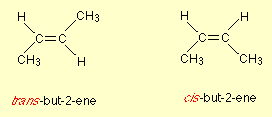 H CH₃ H H
C=C C=C
CH₃ H CH₃ CH₃
trans-but-2-ene cis-but-2-ene